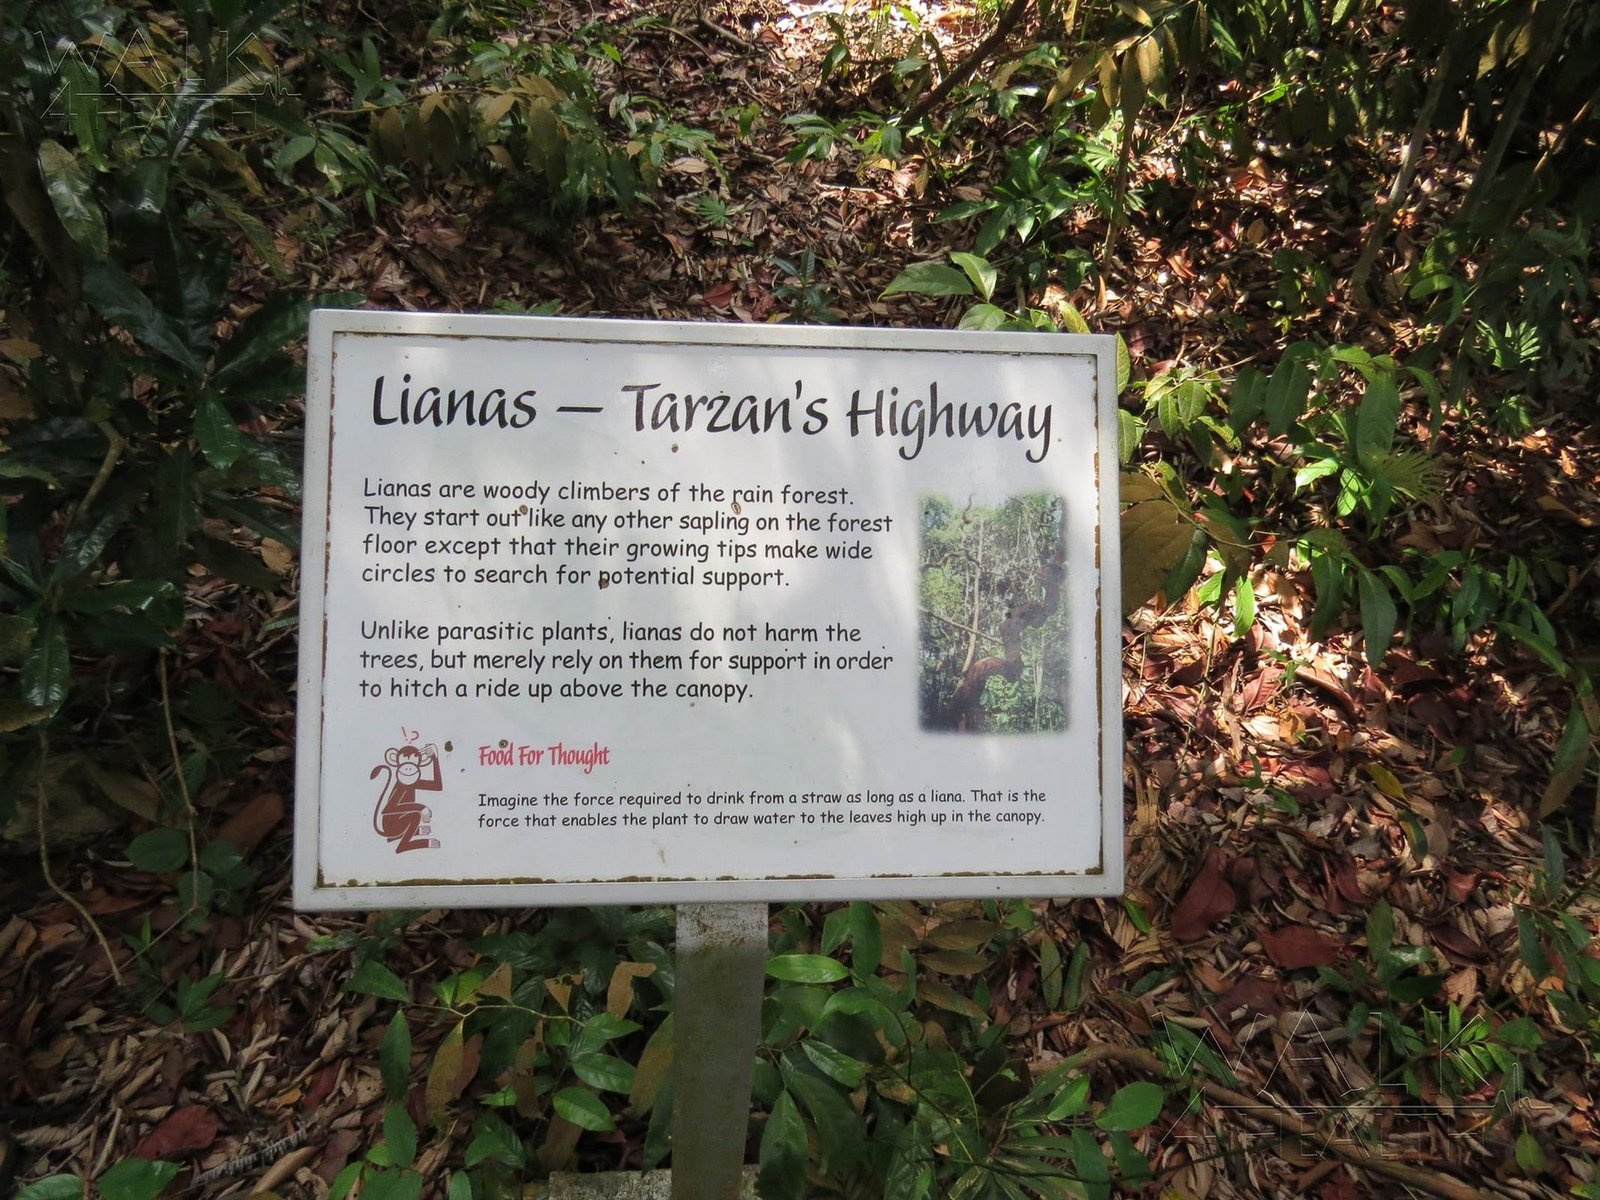 WALK
4HEALTH
Lianas – Tarzan's Highway
Lianas are woody climbers of the rain forest.
They start out like any other sapling on the forest
floor except that their growing tips make wide
circles to search for potential support.
Unlike parasitic plants, lianas do not harm the
trees, but merely rely on them for support in order
to hitch a ride up above the canopy.
!?
Food For Thought
Imagine the force required to drink from a straw as long as a liana. That is the
force that enables the plant to draw water to the leaves high up in the canopy.
WALK
4HEALTH